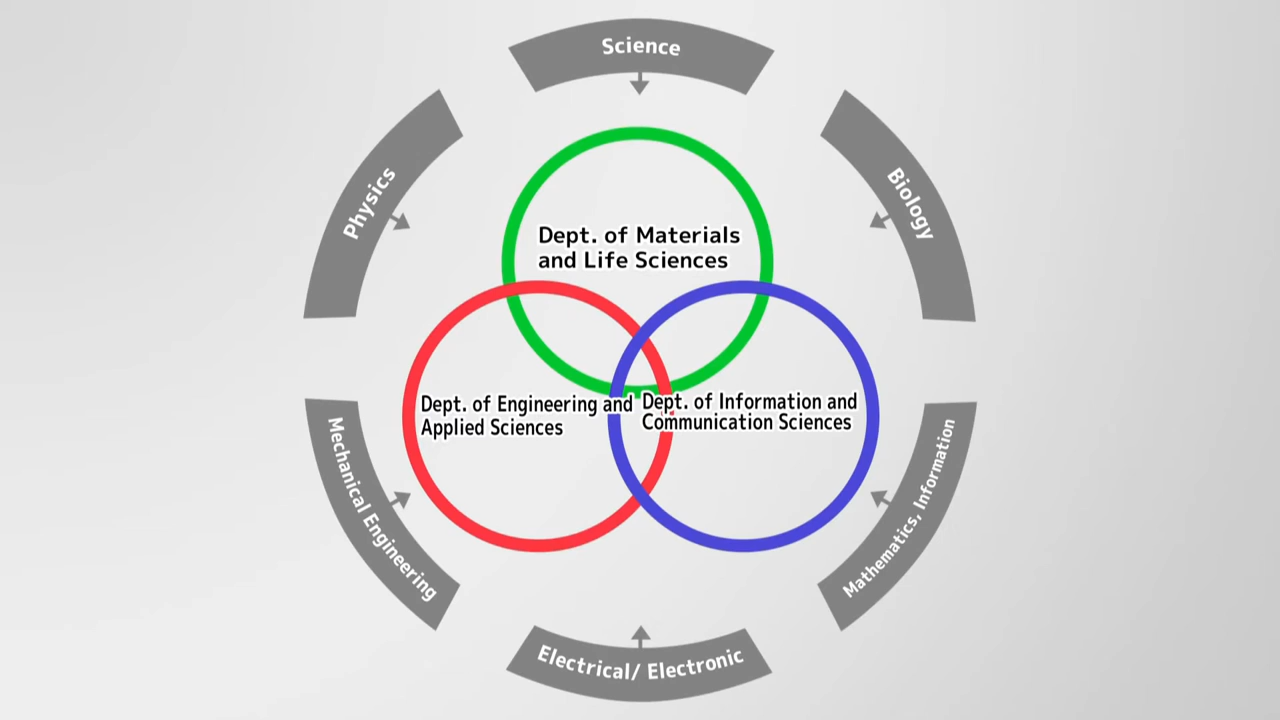 Science
Physics
Biology
Dept. of Materials
and Life Sciences
Dept. of Engineering and
Applied Sciences
Dept. of Information and
Communication Sciences
Mechanical Engineering
Mathematics, Information
Electrical/ Electronic